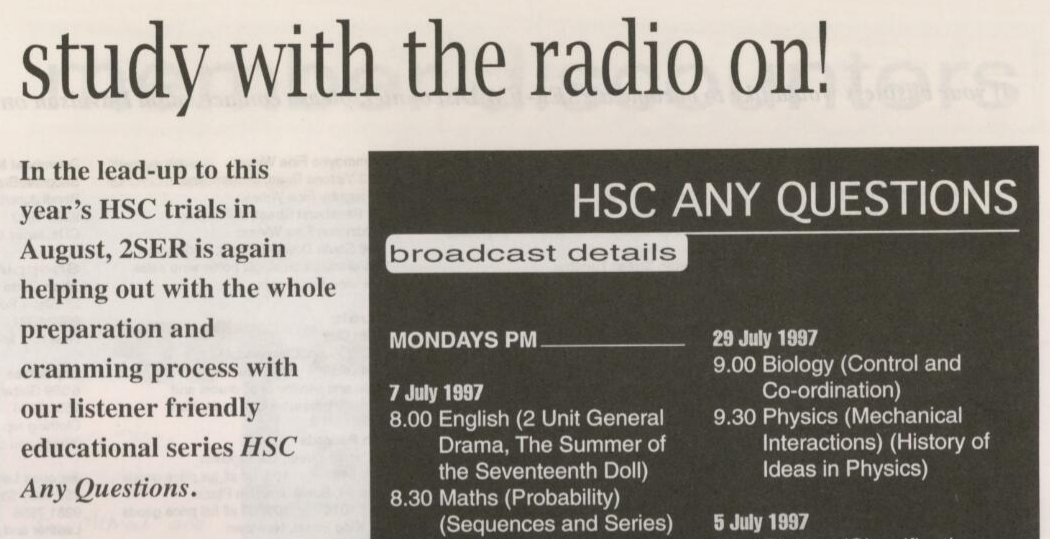 study with the radio on!
In the lead-up to this
year's HSC trials in
August, 2SER is again
helping out with the whole
preparation and
cramming process with
our listener friendly
educational series HSC
Any Questions.
HSC ANY QUESTIONS
broadcast details
MONDAYS PM
7 July 1997
8.00 English (2 Unit General
Drama, The Summer of
the Seventeenth Doll)
8.30 Maths (Probability)
(Sequences and Series)
29 July 1997
9.00 Biology (Control and
Co-ordination)
9.30 Physics (Mechanical
Interactions) (History of
Ideas in Physics)
5 July 1997